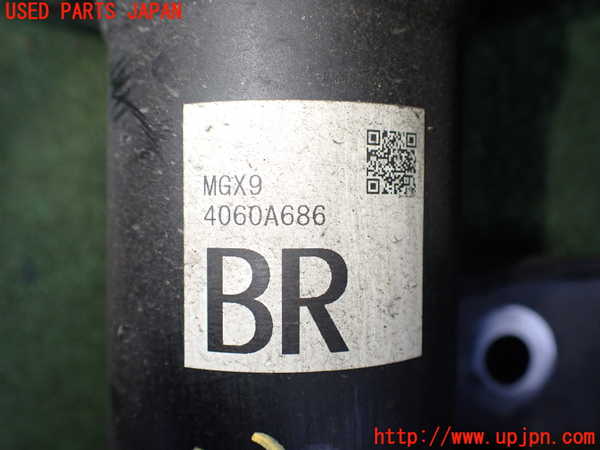 USED PARTS JAPAN
MGX9
4060A686
BR
http://www.upjpn.com/